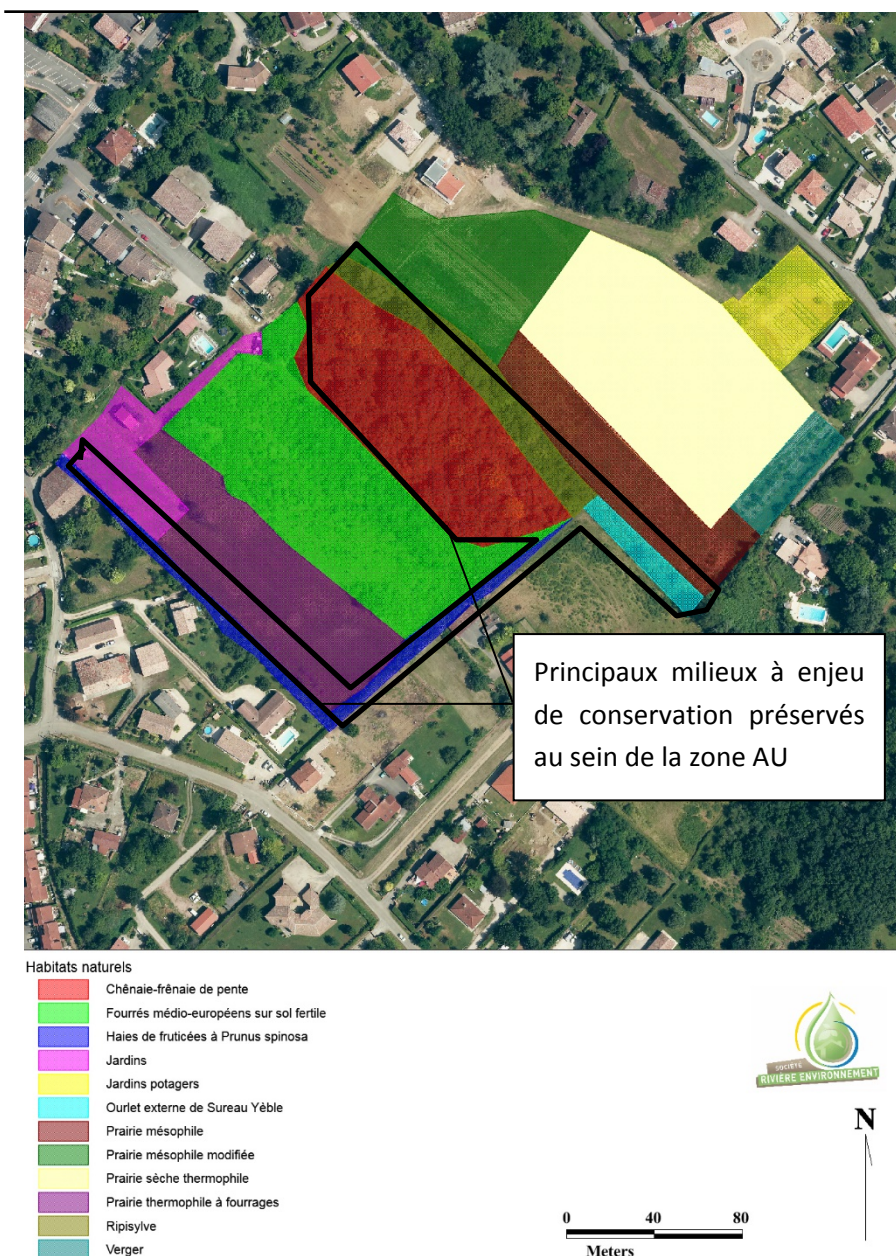 Principaux milieux à enjeu
de conservation préservés
au sein de la zone AU
Habitats naturels
Chênaie-frênaie de pente
Fourrés médio-européens sur sol fertile
Haies de fruticées à Prunus spinosa
Jardins
Jardins potagers
Ourlet externe de Sureau Yèble
Prairie mésophile
Prairie mésophile modifiée
Prairie sèche thermophile
Prairie thermophile à fourrages
Ripisylve
Verger
SOCIETE
RIVIERE ENVIRONNEMENT
N
0 40 80
Meters